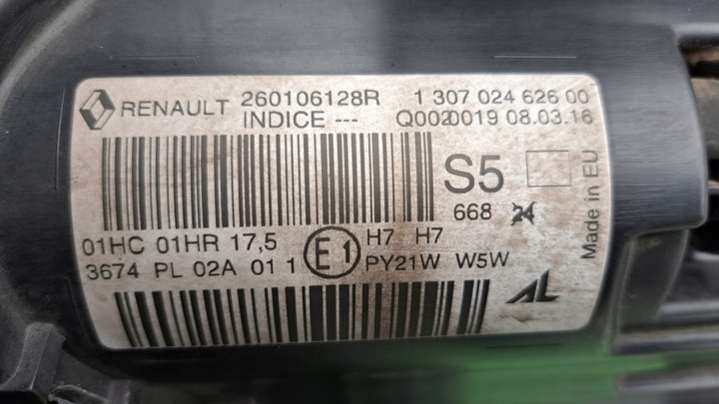 RENAULT 260106128R 1 307 024 626 00
INDICE --- Q0020019 08.03.16
S5
668 24
Made in EU
01HC 01HR 17,5 E1 H7 H7
3674 PL 02A 01 1 PY21W W5W
AL